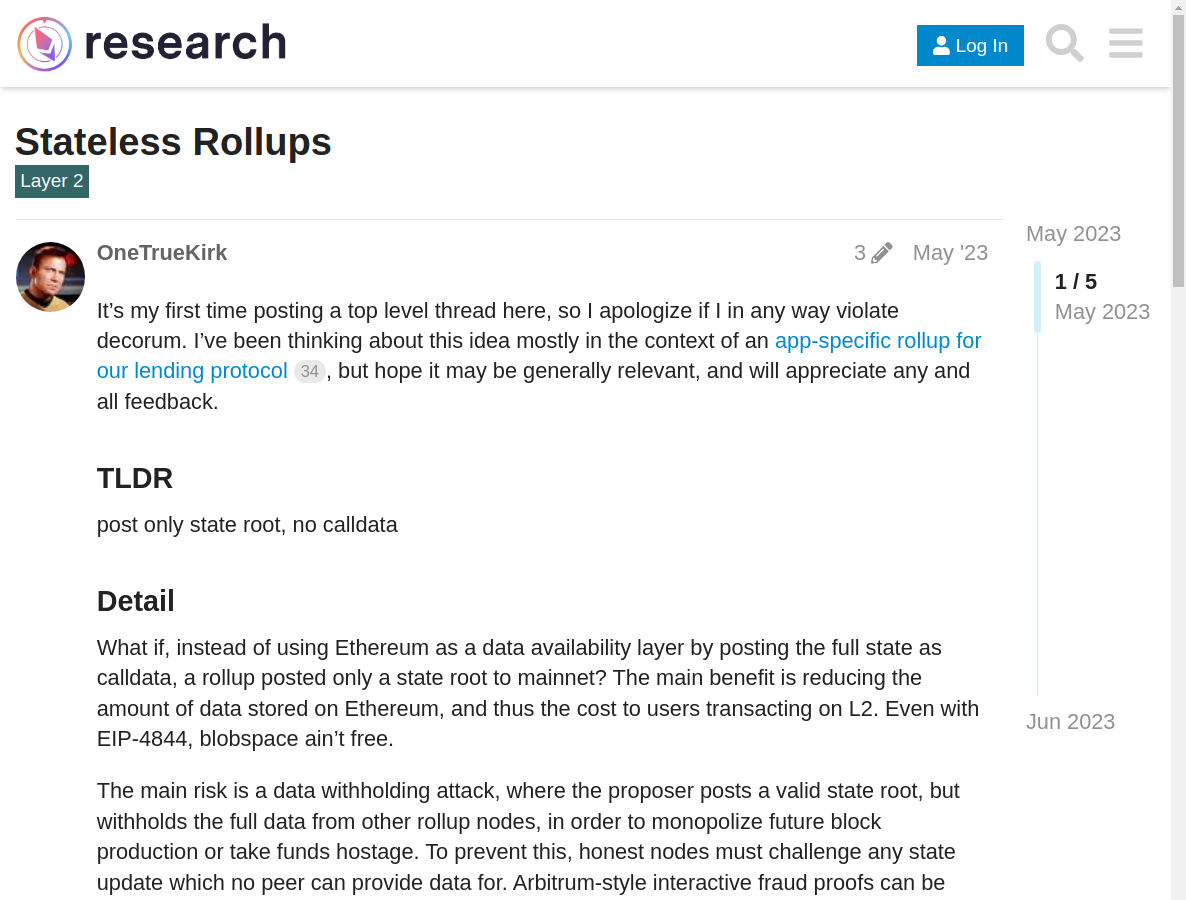 research
Log In
Stateless Rollups
Layer 2
OneTrueKirk
3
May '23
It’s my first time posting a top level thread here, so I apologize if I in any way violate
decorum. I’ve been thinking about this idea mostly in the context of an app-specific rollup for
our lending protocol 34, but hope it may be generally relevant, and will appreciate any and
all feedback.
TLDR
post only state root, no calldata
Detail
What if, instead of using Ethereum as a data availability layer by posting the full state as
calldata, a rollup posted only a state root to mainnet? The main benefit is reducing the
amount of data stored on Ethereum, and thus the cost to users transacting on L2. Even with
EIP-4844, blobspace ain’t free.
The main risk is a data withholding attack, where the proposer posts a valid state root, but
withholds the full data from other rollup nodes, in order to monopolize future block
production or take funds hostage. To prevent this, honest nodes must challenge any state
update which no peer can provide data for. Arbitrum-style interactive fraud proofs can be
May 2023
1 / 5
May 2023
Jun 2023